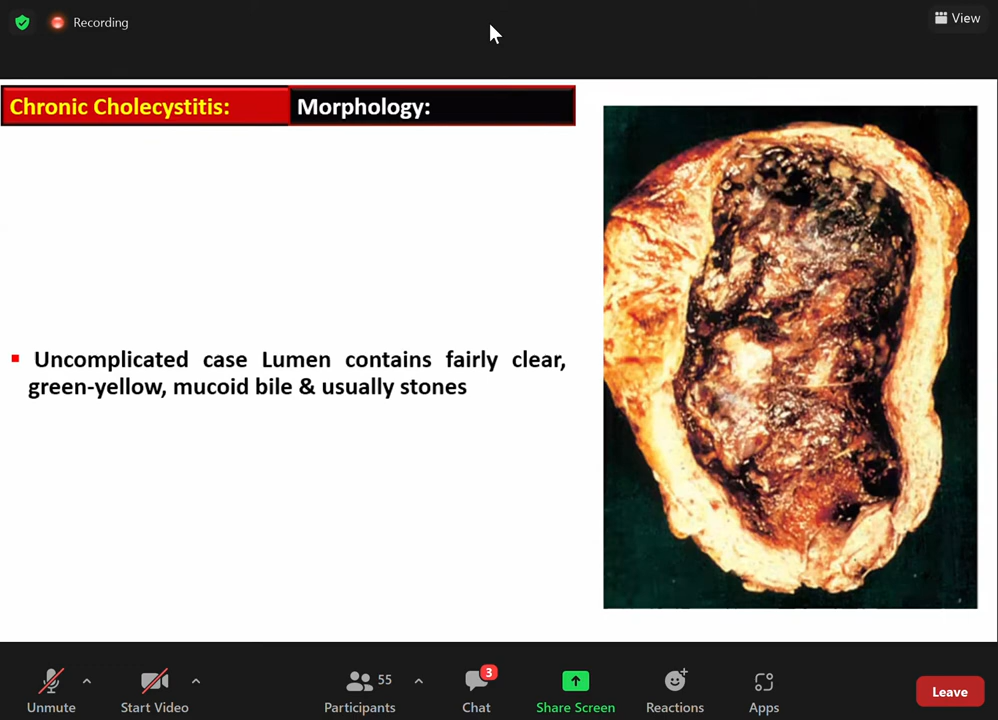 Recording
View
Chronic Cholecystitis: Morphology:
▪ Uncomplicated case Lumen contains fairly clear,
green-yellow, mucoid bile & usually stones
55
3
Unmute Start Video Participants Chat Share Screen Reactions Apps Leave